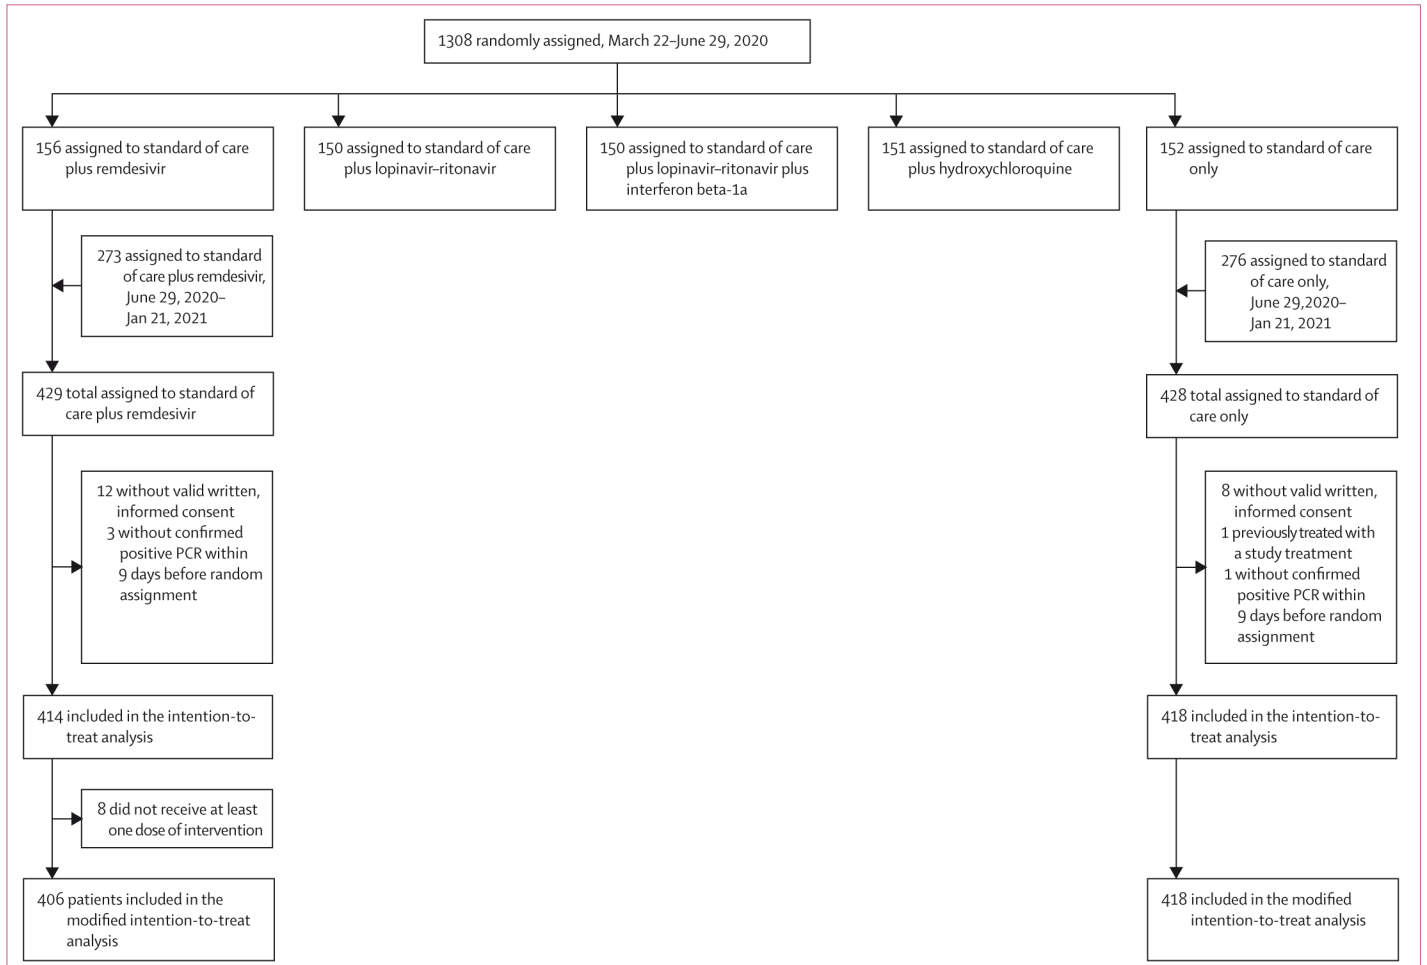 1308 randomly assigned, March 22–June 29, 2020
156 assigned to standard of care
plus remdesivir
150 assigned to standard of care
plus lopinavir–ritonavir
150 assigned to standard of care
plus lopinavir–ritonavir plus
interferon beta-1a
151 assigned to standard of care
plus hydroxychloroquine
152 assigned to standard of care
only
273 assigned to standard
of care plus remdesivir,
June 29, 2020–
Jan 21, 2021
276 assigned to standard
of care only,
June 29,2020–
Jan 21, 2021
429 total assigned to standard of
care plus remdesivir
428 total assigned to standard of
care only
12 without valid written,
informed consent
3 without confirmed
positive PCR within
9 days before random
assignment
8 without valid written,
informed consent
1 previously treated with
a study treatment
1 without confirmed
positive PCR within
9 days before random
assignment
414 included in the intention-to-
treat analysis
418 included in the intention-to-
treat analysis
8 did not receive at least
one dose of intervention
406 patients included in the
modified intention-to-treat
analysis
418 included in the modified
intention-to-treat analysis